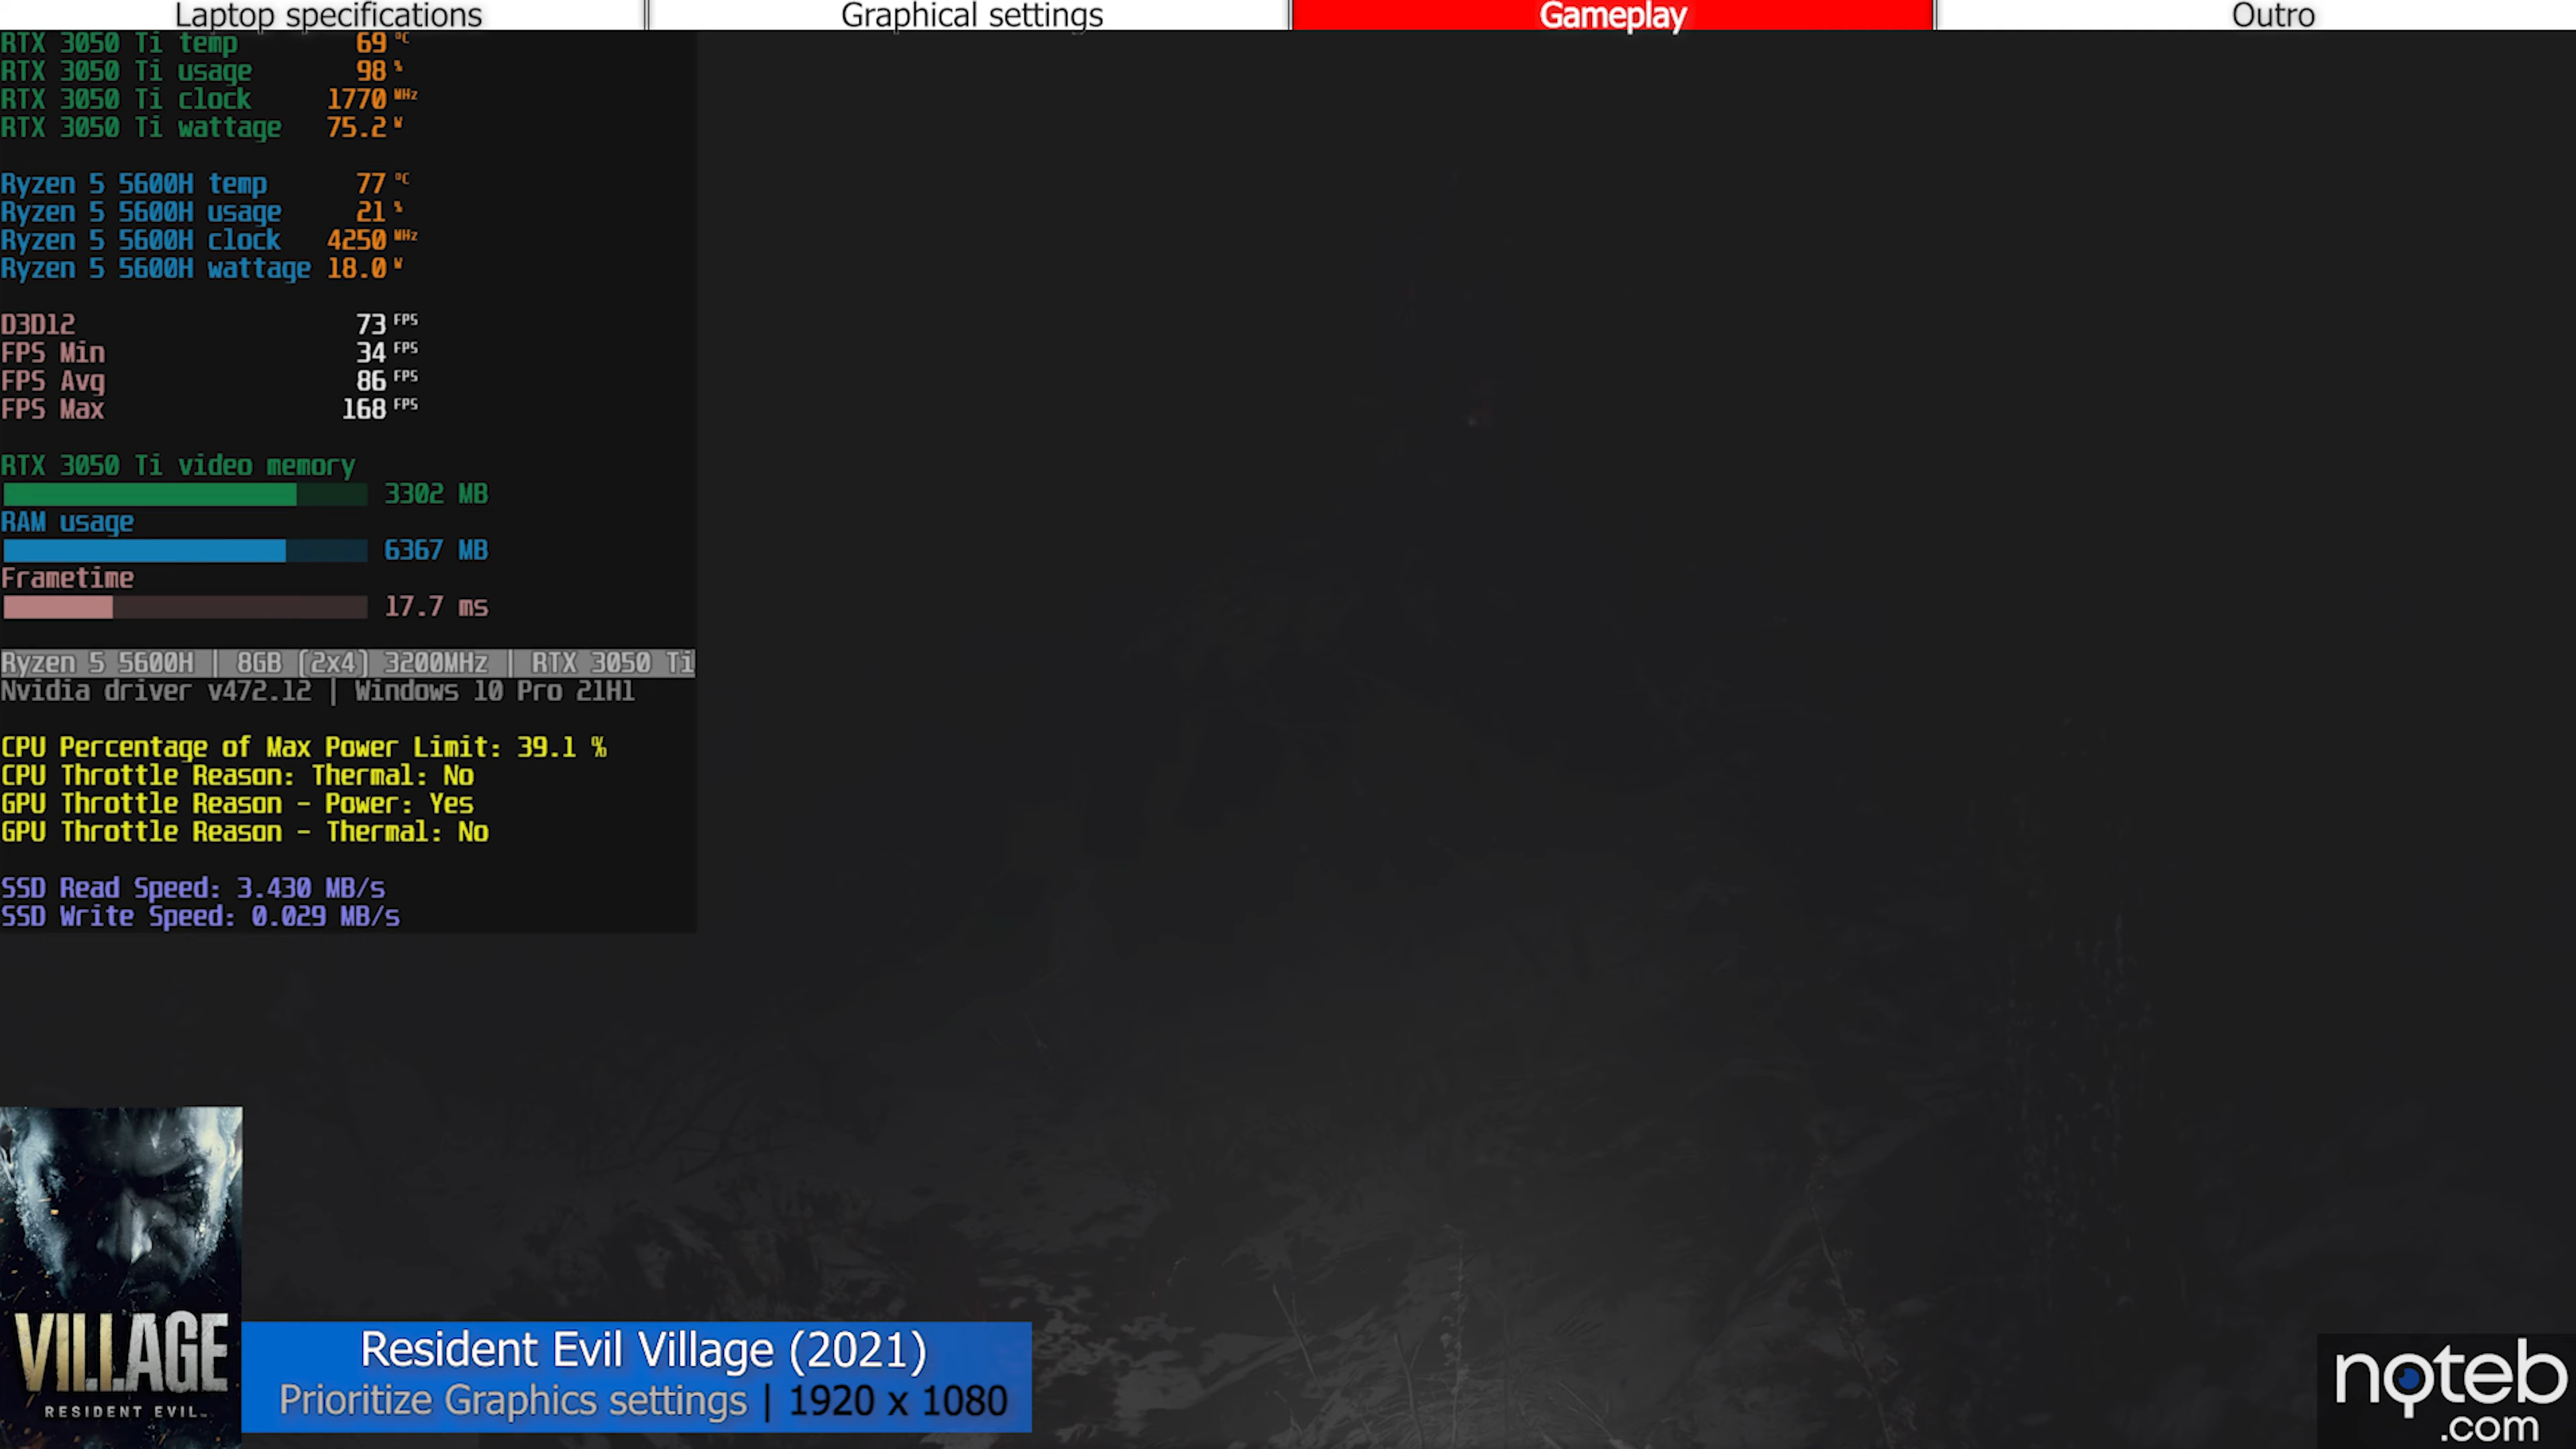 Laptop specifications
Graphical settings
Gameplay
Outro
RTX 3050 Ti temp 69 °C
RTX 3050 Ti usage 98 %
RTX 3050 Ti clock 1770 MHz
RTX 3050 Ti wattage 75.2 W
Ryzen 5 5600H temp 77 °C
Ryzen 5 5600H usage 21 %
Ryzen 5 5600H clock 4250 MHz
Ryzen 5 5600H wattage 18.0 W
D3D12 73 FPS
FPS Min 34 FPS
FPS Avg 86 FPS
FPS Max 168 FPS
RTX 3050 Ti video memory
3302 MB
RAM usage
6367 MB
Frametime
17.7 ms
Ryzen 5 5600H | 8GB (2x4) 3200MHz | RTX 3050 Ti
Nvidia driver v472.12 | Windows 10 Pro 21H1
CPU Percentage of Max Power Limit: 39.1 %
CPU Throttle Reason: Thermal: No
GPU Throttle Reason - Power: Yes
GPU Throttle Reason - Thermal: No
SSD Read Speed: 3.430 MB/s
SSD Write Speed: 0.029 MB/s
VILLAGE
RESIDENT EVIL
Resident Evil Village (2021)
Prioritize Graphics settings | 1920 x 1080
noteb
.com